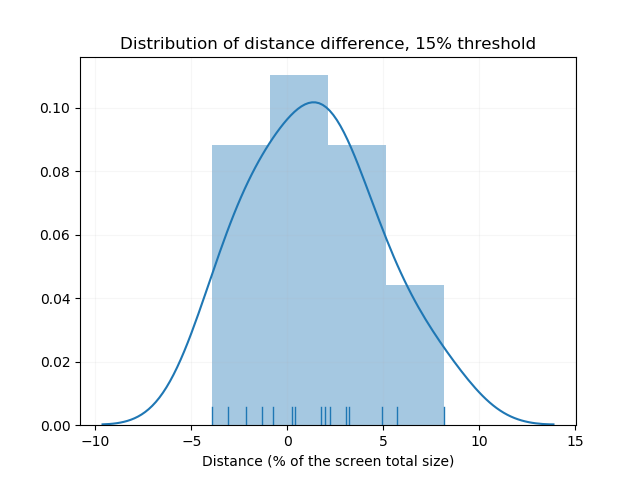 Distribution of distance difference, 15% threshold
0.10
0.08
0.06
0.04
0.02
0.00
−10 −5 0 5 10 15
Distance (% of the screen total size)